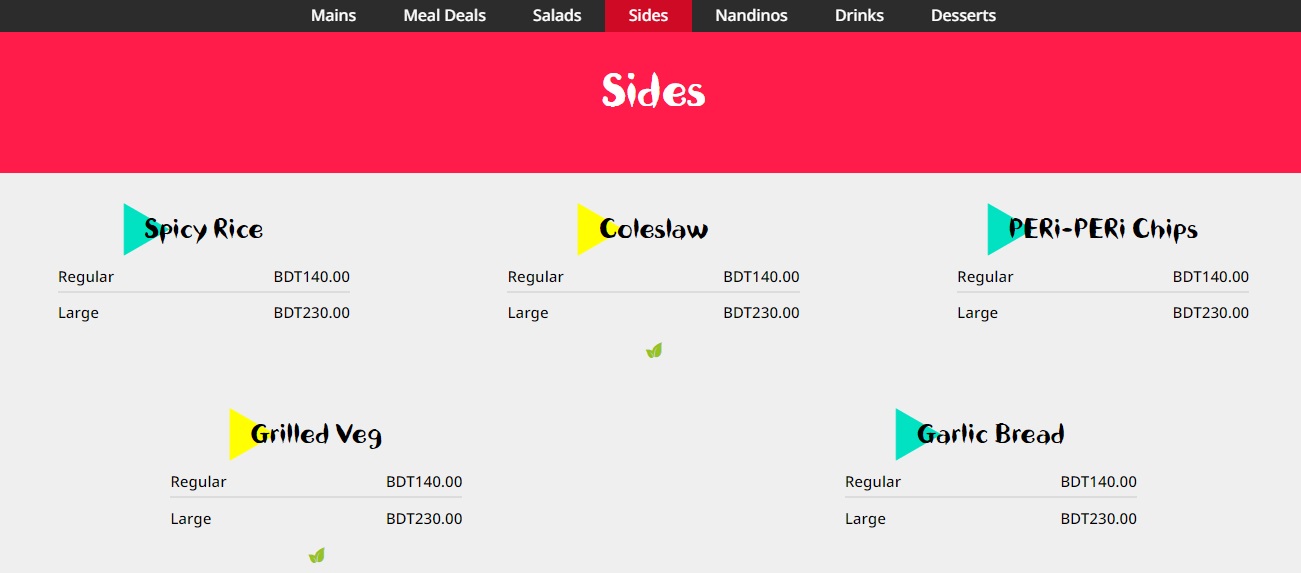 Mains Meal Deals Salads Sides Nandinos Drinks Desserts
Sides
Spicy Rice
Regular BDT140.00
Large BDT230.00
Coleslaw
Regular BDT140.00
Large BDT230.00
PERi-PERi Chips
Regular BDT140.00
Large BDT230.00
Grilled Veg
Regular BDT140.00
Large BDT230.00
Garlic Bread
Regular BDT140.00
Large BDT230.00